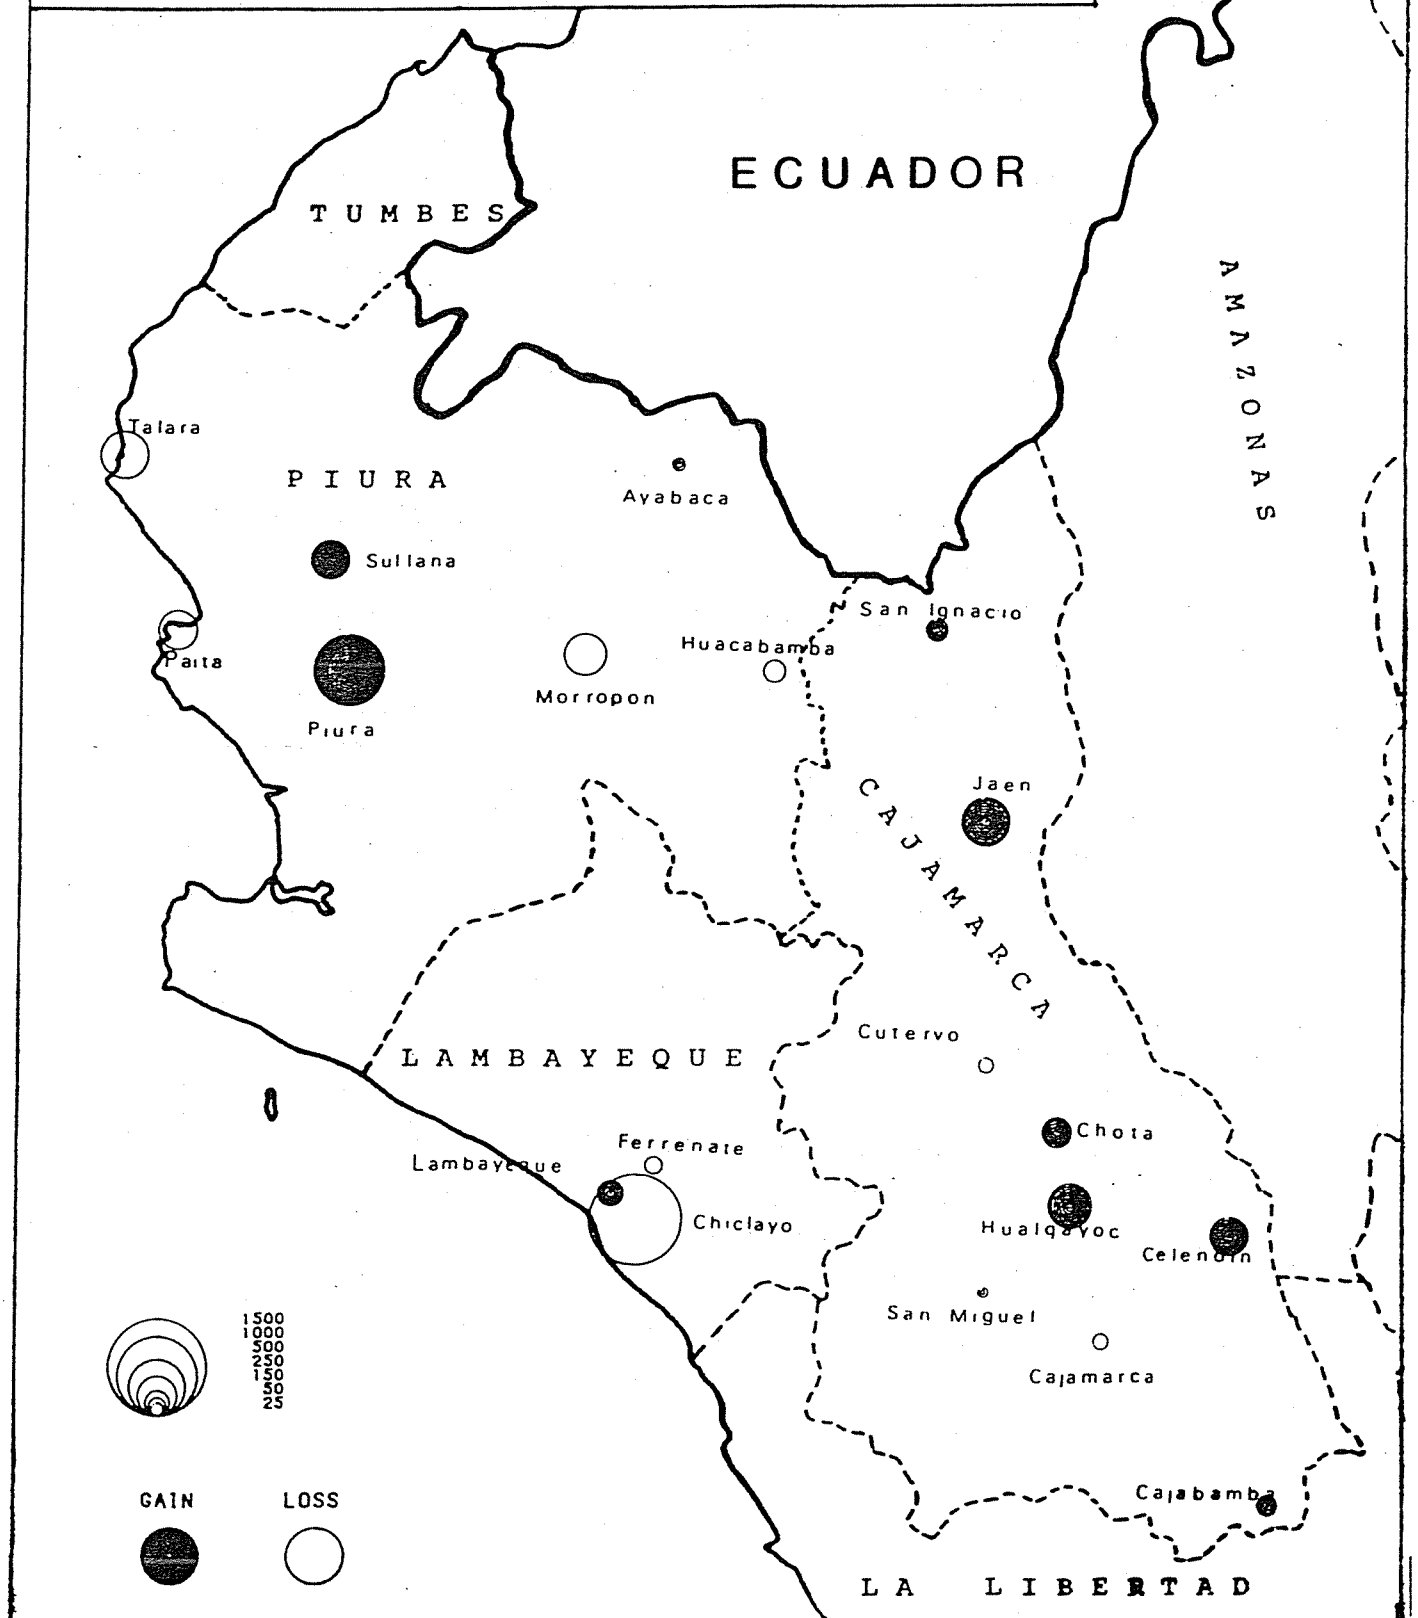 ECUADOR
TUMBES
AMAZONAS
Talara
PIURA
Ayabaca
Sullana
San Ignacio
Huacabamba
Paita
Morropon
Piura
Jaen
CAJAMARCA
Cutervo
LAMBAYEQUE
Chota
Ferrenate
Lambayeque
Chiclayo
Hualqayoc
Celendin
San Miguel
1500
1000
500
250
150
50
25
Cajamarca
GAIN LOSS
Cajabamba
LA LIBERTAD